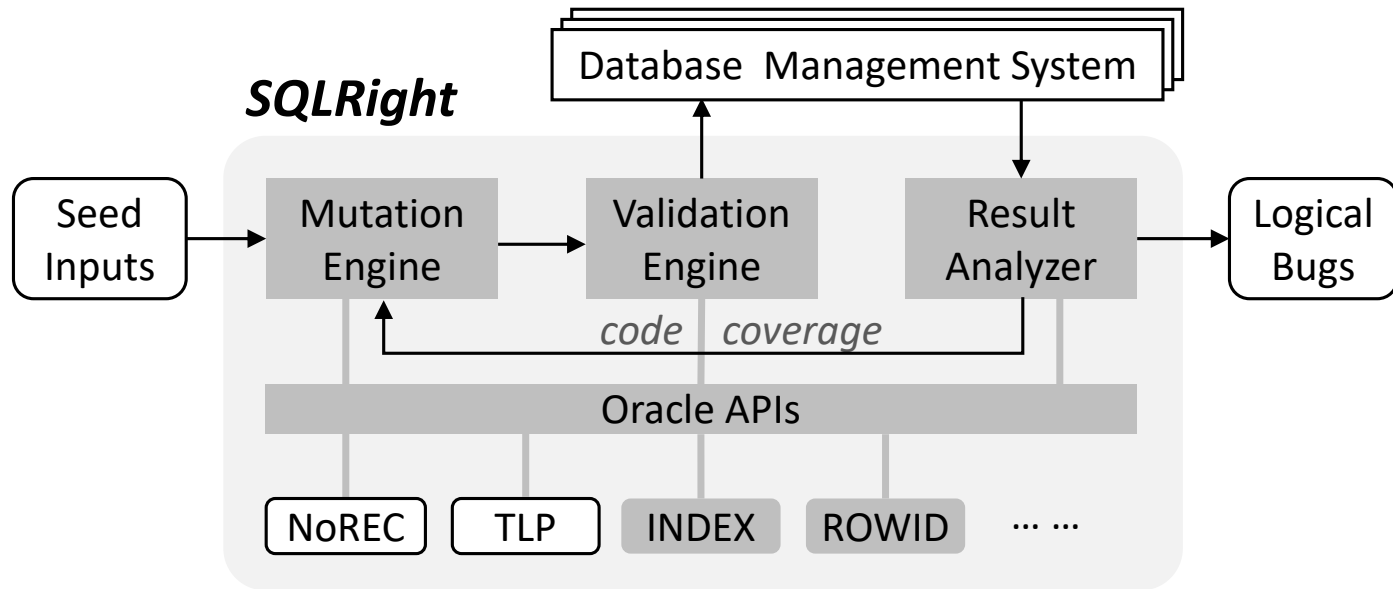 Database Management System
SQLRight
Seed
Inputs
Mutation
Engine
Validation
Engine
Result
Analyzer
Logical
Bugs
code coverage
Oracle APIs
NoREC
TLP
INDEX
ROWID
... ...